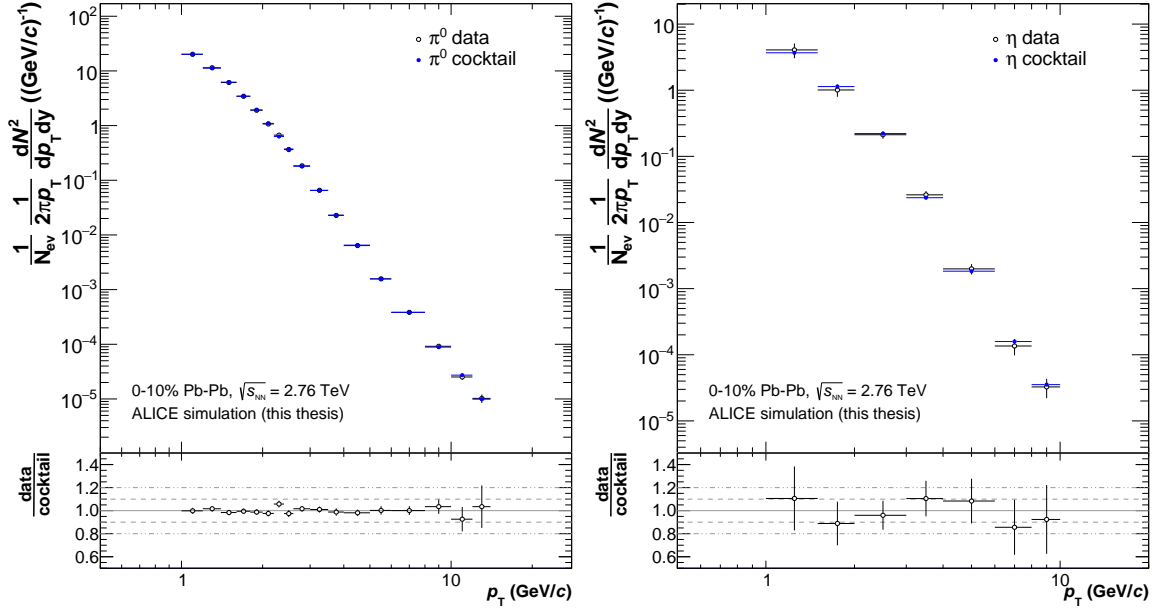 10²
10
1
10⁻¹
10⁻²
10⁻³
10⁻⁴
10⁻⁵
1/N_ev 1/2πp_T dN²/dp_Tdy ((GeV/c)⁻¹)
π⁰ data
π⁰ cocktail
0-10% Pb-Pb, √s_NN = 2.76 TeV
ALICE simulation (this thesis)
data/cocktail
1.4
1.2
1.0
0.8
0.6
1
10
p_T (GeV/c)
10
1
10⁻¹
10⁻²
10⁻³
10⁻⁴
10⁻⁵
1/N_ev 1/2πp_T dN²/dp_Tdy ((GeV/c)⁻¹)
η data
η cocktail
0-10% Pb-Pb, √s_NN = 2.76 TeV
ALICE simulation (this thesis)
data/cocktail
1.4
1.2
1.0
0.8
0.6
1
10
p_T (GeV/c)